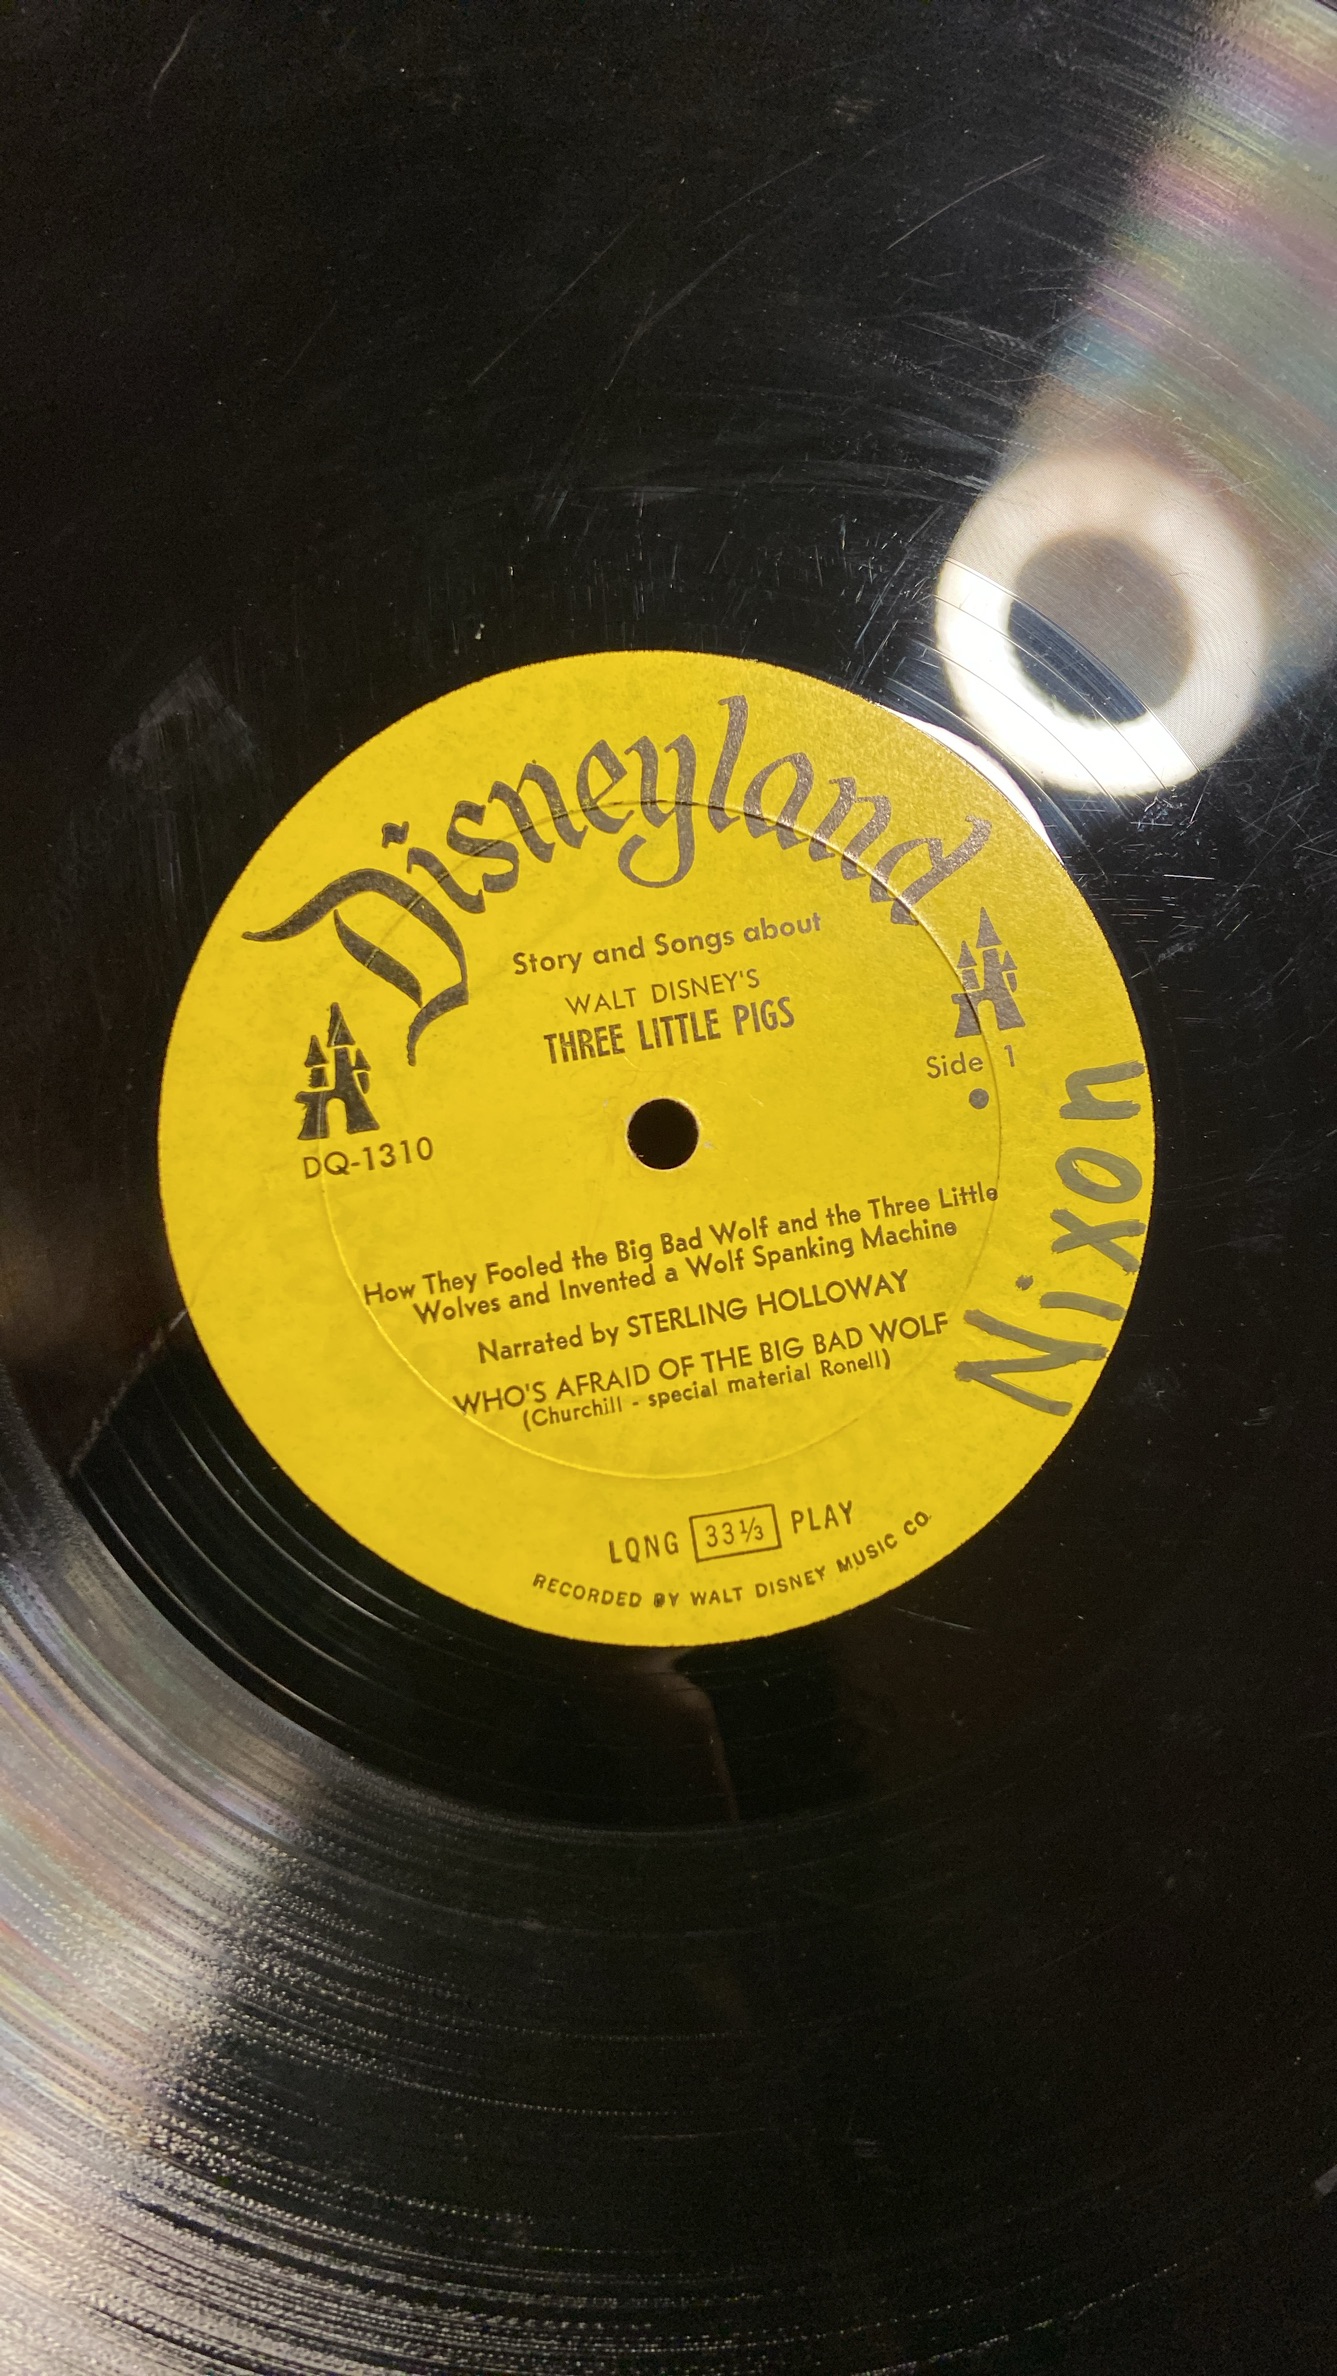 Disneyland
Story and Songs about
WALT DISNEY'S
THREE LITTLE PIGS
Side 1
DQ-1310
How They Fooled the Big Bad Wolf and the Three Little
Wolves and Invented a Wolf Spanking Machine
Narrated by STERLING HOLLOWAY
WHO'S AFRAID OF THE BIG BAD WOLF
(Churchill - special material Ronell)
LONG 33⅓ PLAY
RECORDED BY WALT DISNEY MUSIC CO.
Nixon